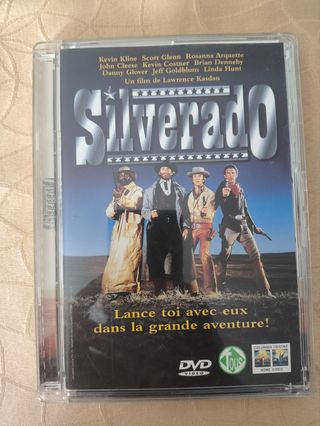 Kevin Kline Scott Glenn Rosanna Arquette
John Cleese Kevin Costner Brian Dennehy
Danny Glover Jeff Goldblum Linda Hunt
Un film de Lawrence Kasdan
Silverado
Lance toi avec eux
dans la grande aventure!
DVD
VIDEO
Tous
COLUMBIA TRISTAR
HOME VIDEO